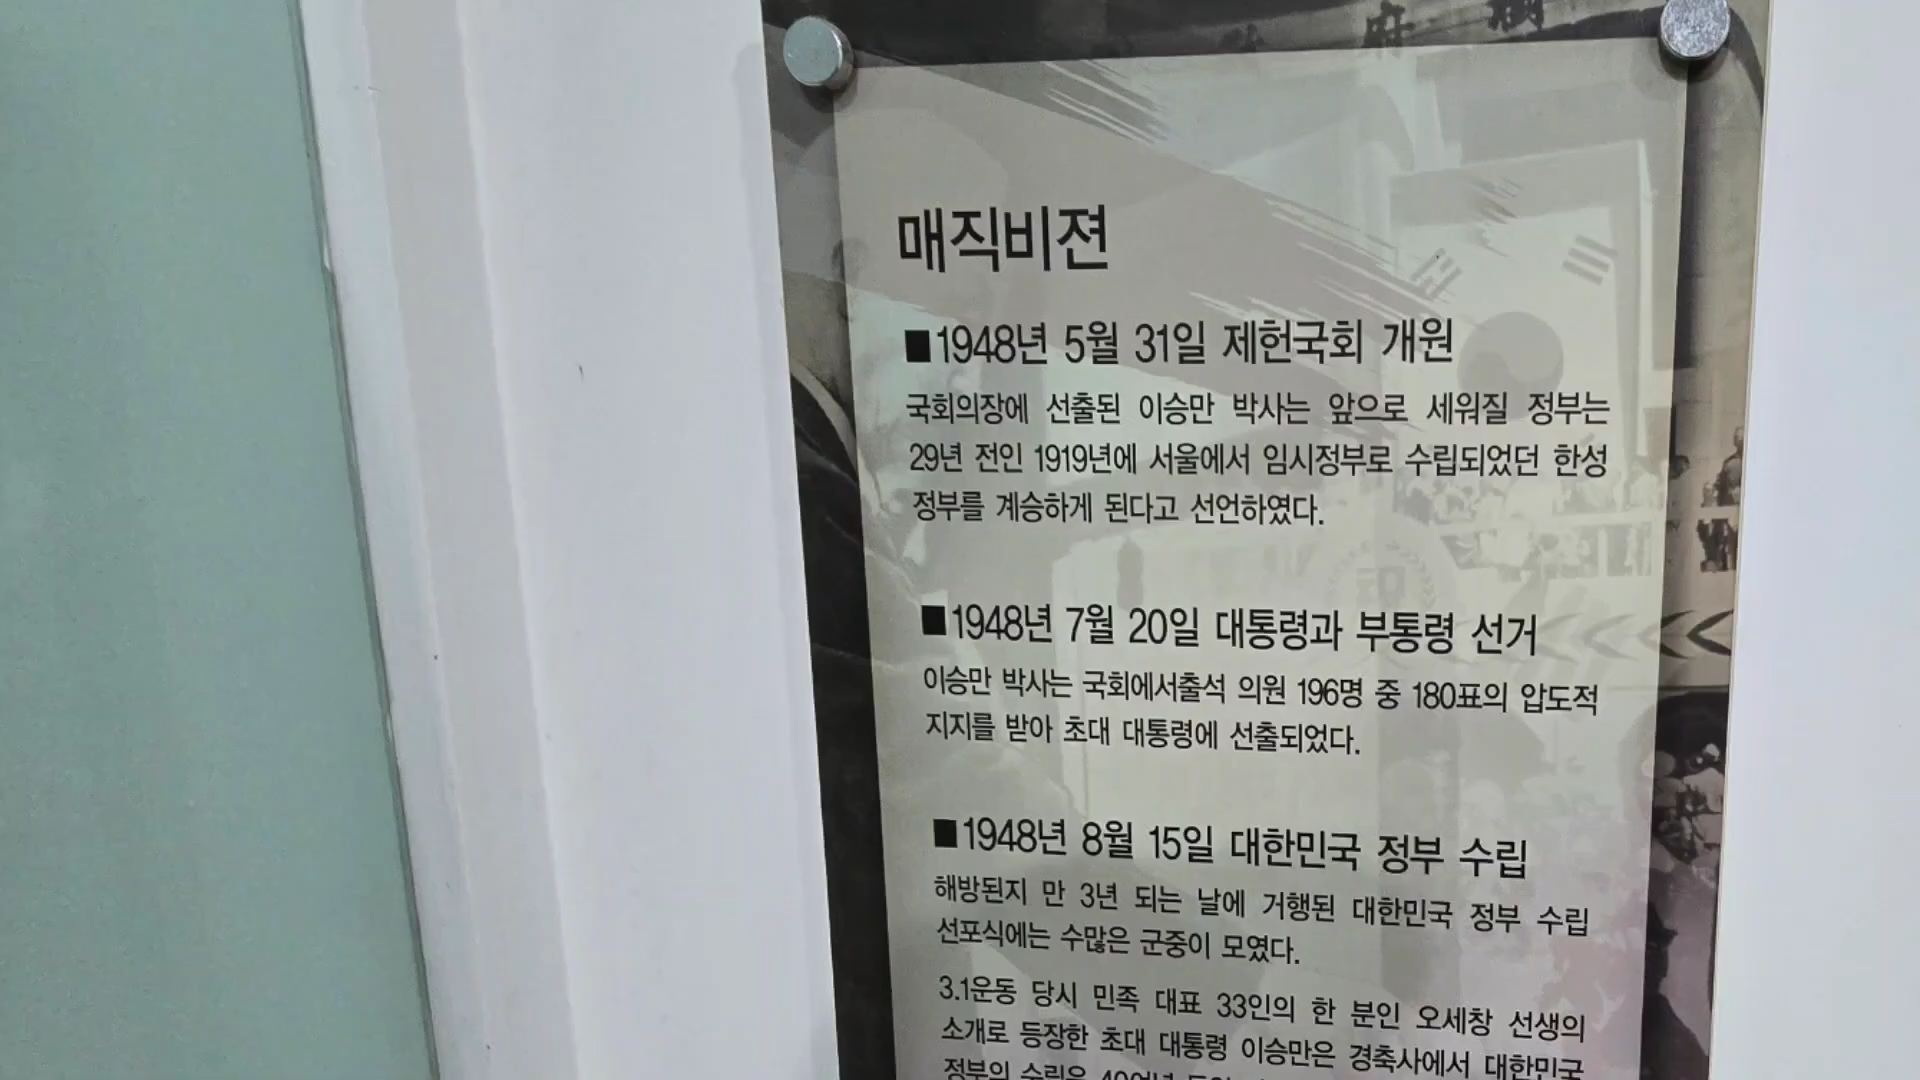 매직비젼
■1948년 5월 31일 제헌국회 개원
국회의장에 선출된 이승만 박사는 앞으로 세워질 정부는
29년 전인 1919년에 서울에서 임시정부로 수립되었던 한성
정부를 계승하게 된다고 선언하였다.
■1948년 7월 20일 대통령과 부통령 선거
이승만 박사는 국회에서출석 의원 196명 중 180표의 압도적
지지를 받아 초대 대통령에 선출되었다.
■1948년 8월 15일 대한민국 정부 수립
해방된지 만 3년 되는 날에 거행된 대한민국 정부 수립
선포식에는 수많은 군중이 모였다.
3.1운동 당시 민족 대표 33인의 한 분인 오세창 선생의
소개로 등장한 초대 대통령 이승만은 경축사에서 대한민국
정부의 수립은